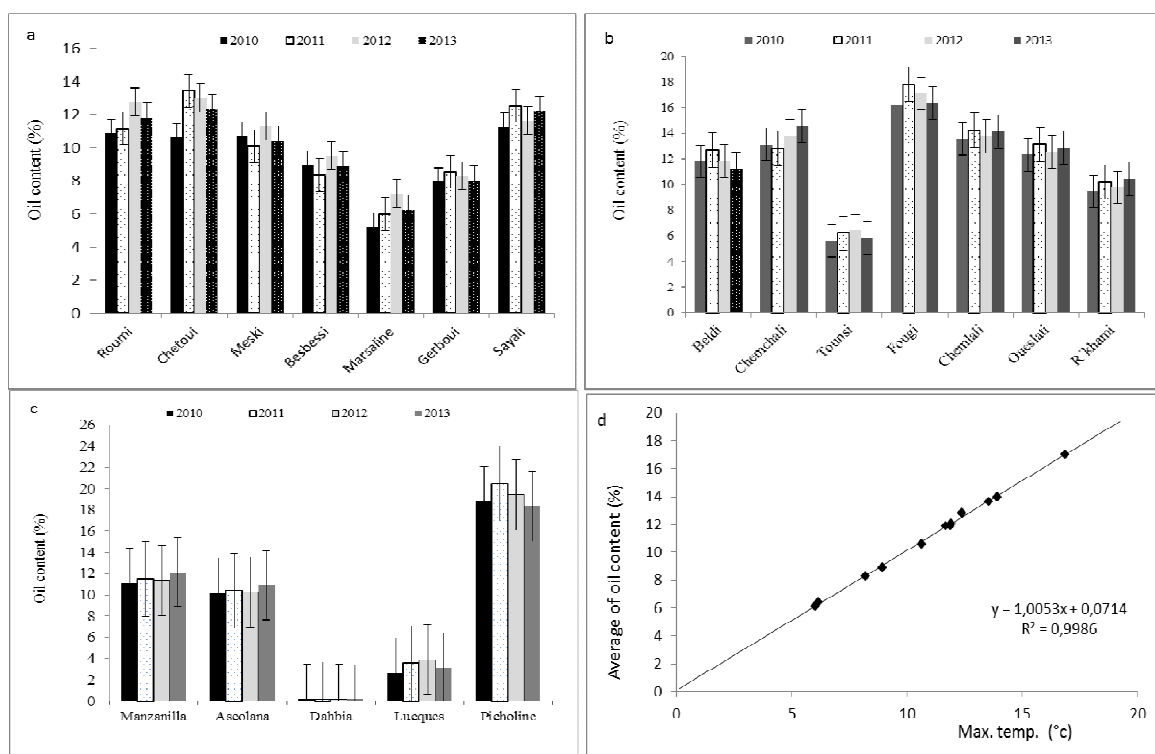 a
2010 2011 2012 2013
16
14
12
10
8
6
4
2
0
Oil content (%)
Roumi Chetoui Meski Besbessi Marsaline Gerboui Sayali
b
2010 2011 2012 2013
20
18
16
14
12
10
8
6
4
2
0
Oil content (%)
Beldi Chemchali Tounsi Fougi Chemlali Oueslati R'khami
c
2010 2011 2012 2013
26
24
22
20
18
16
14
12
10
8
6
4
2
0
Oil content (%)
Manzanilla Ascolana Dahbia Lucques Picholine
d
20
18
16
14
12
10
8
6
4
2
0
Average of oil content (%)
y = 1,0053x + 0,0714
R² = 0,9986
0 5 10 15 20
Max. temp. (°c)